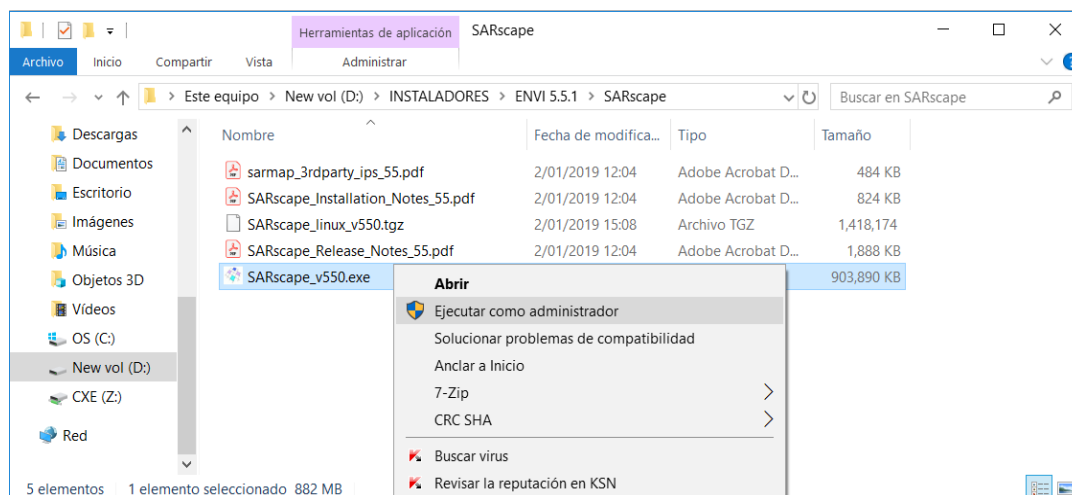 Herramientas de aplicación SARscape
Archivo Inicio Compartir Vista Administrar
Este equipo > New vol (D:) > INSTALADORES > ENVI 5.5.1 > SARscape Buscar en SARscape
Descargas Nombre Fecha de modifica... Tipo Tamaño
Documentos sarmap_3rdparty_ips_55.pdf 2/01/2019 12:04 Adobe Acrobat D... 484 KB
Escritorio SARscape_Installation_Notes_55.pdf 2/01/2019 12:04 Adobe Acrobat D... 824 KB
Imágenes SARscape_linux_v550.tgz 2/01/2019 15:08 Archivo TGZ 1,418,174
Música SARscape_Release_Notes_55.pdf 2/01/2019 12:04 Adobe Acrobat D... 1,888 KB
Objetos 3D SARscape_v550.exe 903,890 KB
Vídeos
OS (C:)
New vol (D:)
CXE (Z:)
Red
Abrir
Ejecutar como administrador
Solucionar problemas de compatibilidad
Anclar a Inicio
7-Zip
CRC SHA
Buscar virus
Revisar la reputación en KSN
5 elementos 1 elemento seleccionado 882 MB